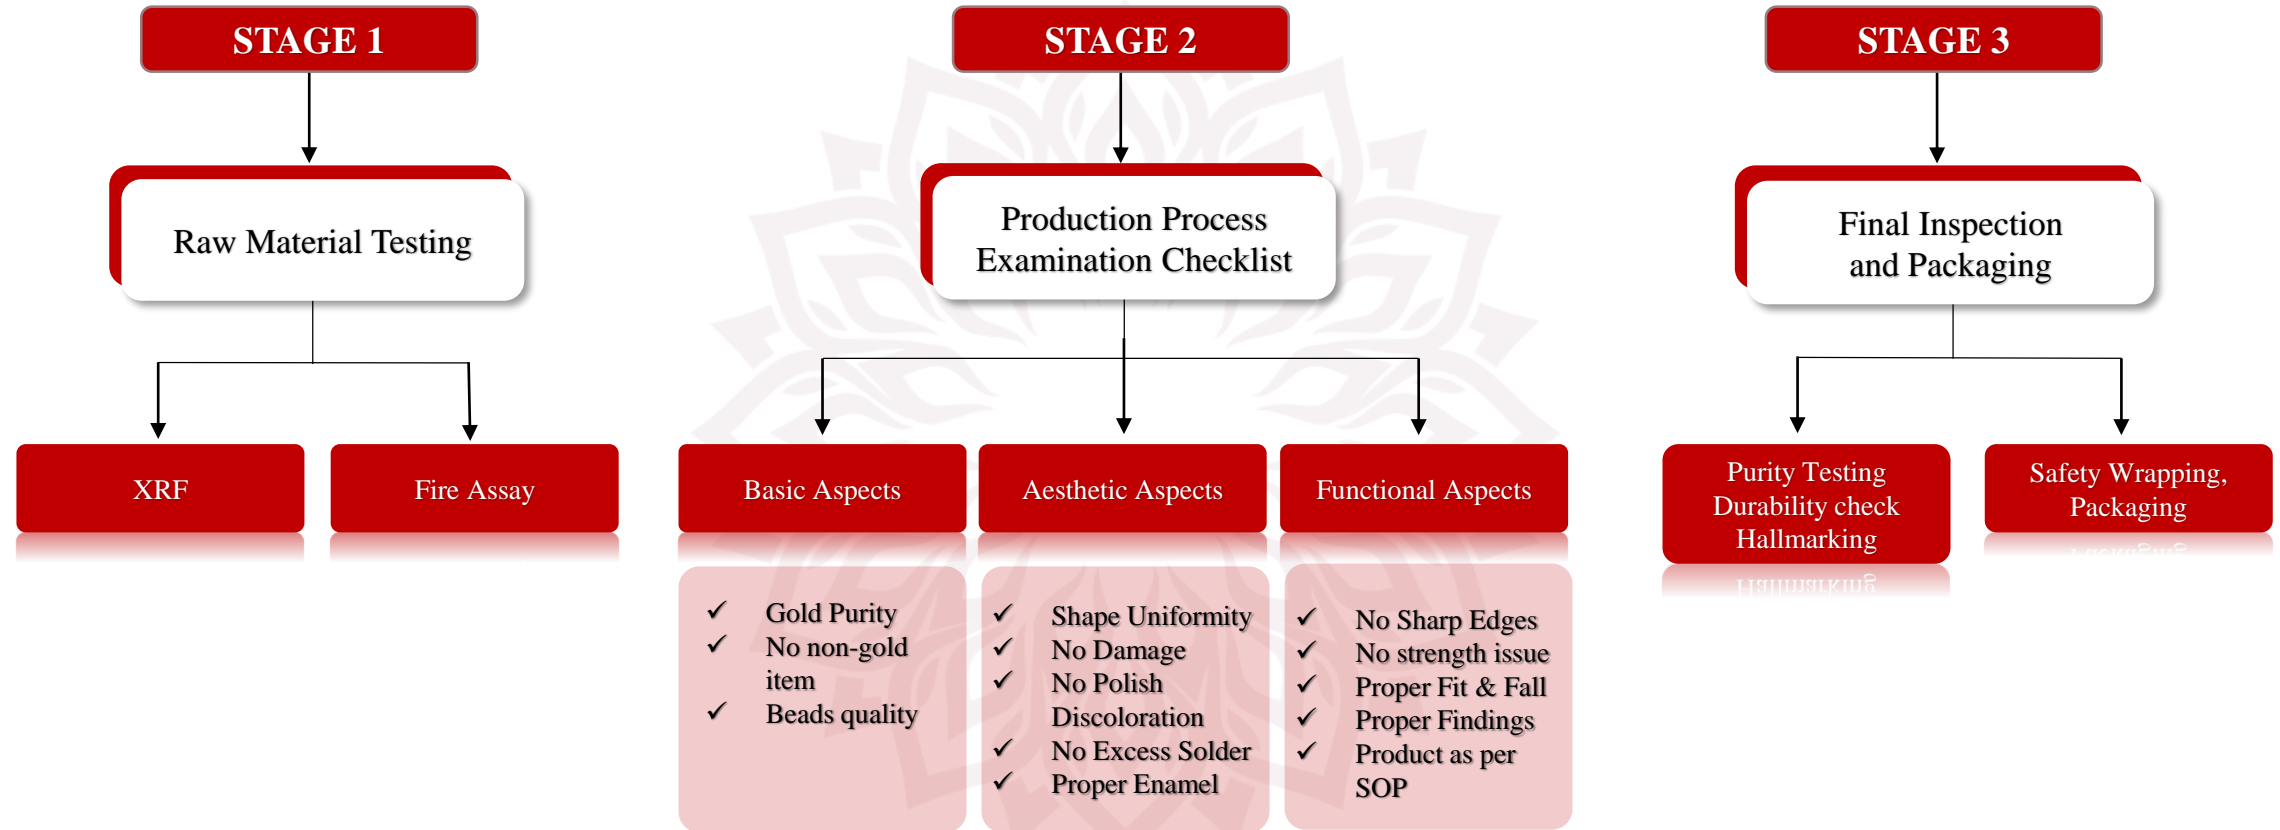 STAGE 1
Raw Material Testing
XRF
Fire Assay
STAGE 2
Production Process
Examination Checklist
Basic Aspects
✓ Gold Purity
✓ No non-gold
item
✓ Beads quality
Aesthetic Aspects
✓ Shape Uniformity
✓ No Damage
✓ No Polish
Discoloration
✓ No Excess Solder
✓ Proper Enamel
Functional Aspects
✓ No Sharp Edges
✓ No strength issue
✓ Proper Fit & Fall
✓ Proper Findings
✓ Product as per
SOP
STAGE 3
Final Inspection
and Packaging
Purity Testing
Durability check
Hallmarking
Safety Wrapping,
Packaging